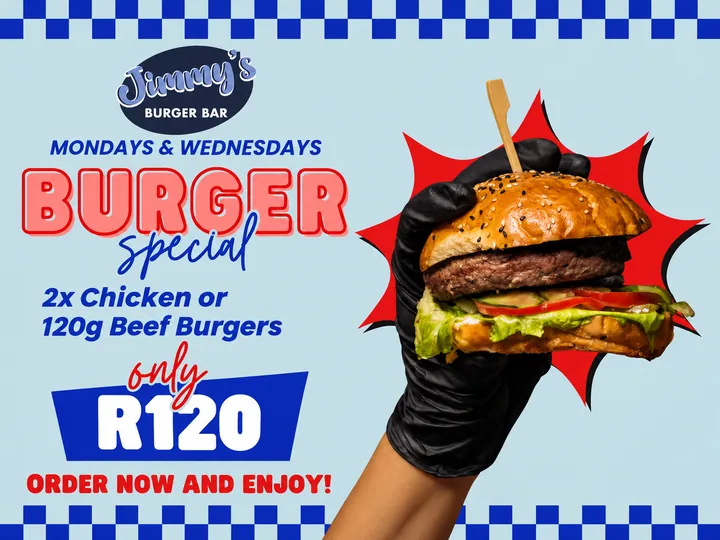 Jimmy's
BURGER BAR
MONDAYS & WEDNESDAYS
BURGER
special
2x Chicken or
120g Beef Burgers
only
R120
ORDER NOW AND ENJOY!